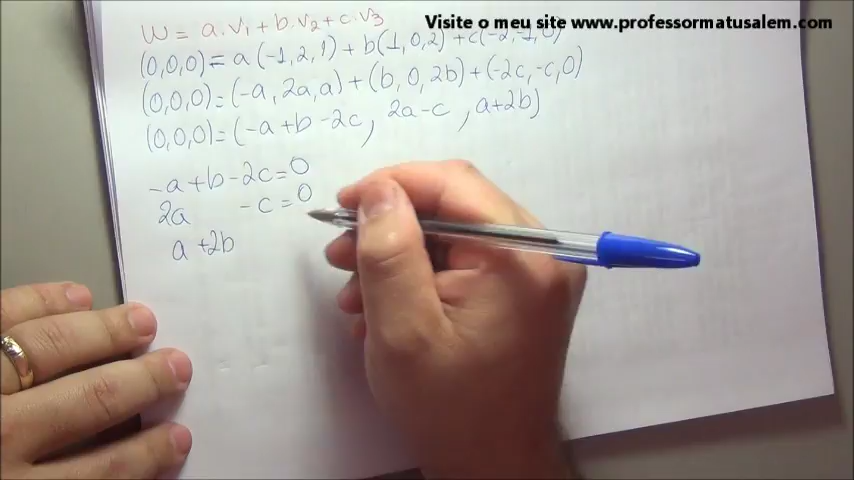 Visite o meu site www.professormatusalem.com
W = a.v₁ + b.v₂ + c.v₃
(0,0,0) = a(-1,2,1) + b(1,0,2) + c(-2,-1,0)
(0,0,0) = (-a, 2a, a) + (b, 0, 2b) + (-2c, -c, 0)
(0,0,0) = (-a + b - 2c, 2a - c, a + 2b)
-a + b - 2c = 0
2a - c = 0
a + 2b